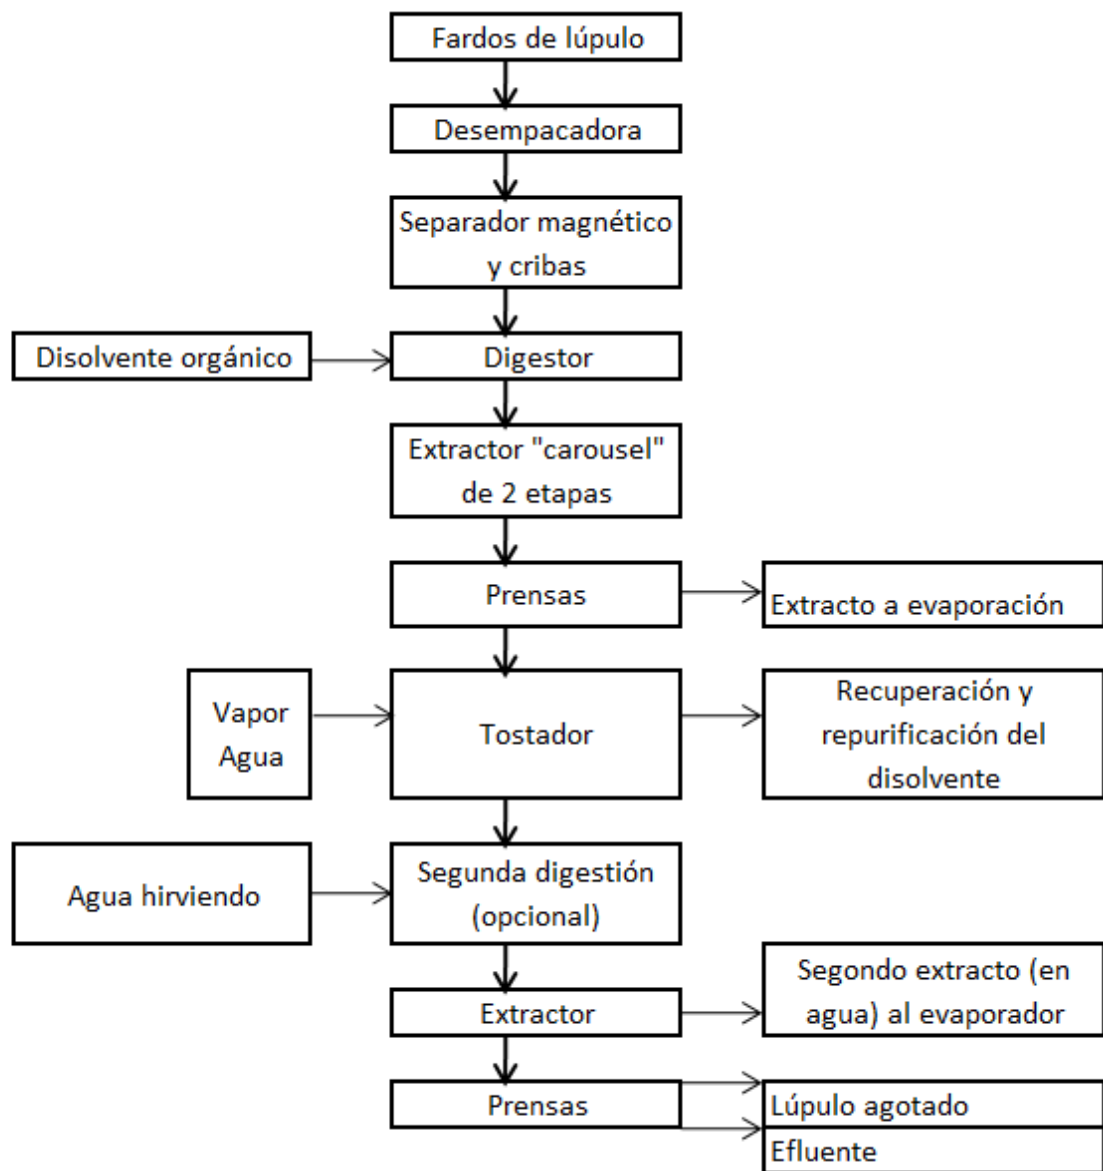 Fardos de lúpulo
Desempacadora
Separador magnético
y cribas
Disolvente orgánico
Digestor
Extractor "carousel"
de 2 etapas
Prensas
Extracto a evaporación
Vapor
Agua
Tostador
Recuperación y
repurificación del
disolvente
Agua hirviendo
Segunda digestión
(opcional)
Extractor
Segondo extracto (en
agua) al evaporador
Prensas
Lúpulo agotado
Efluente